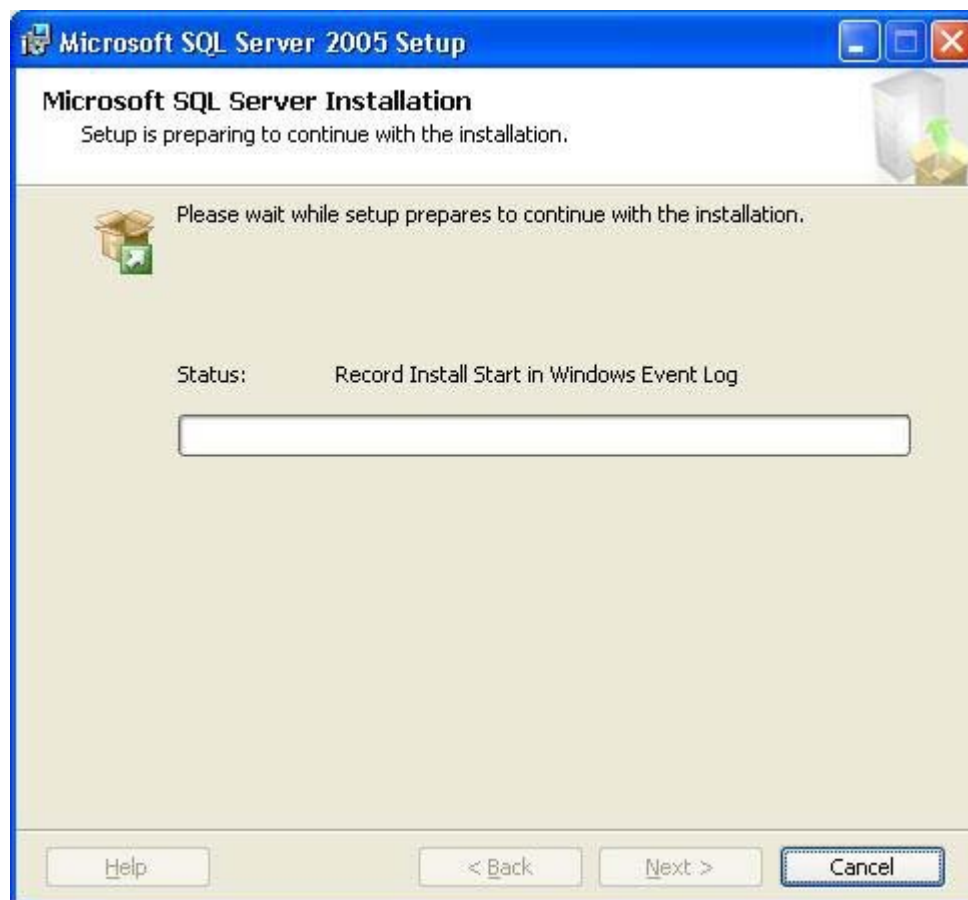 Microsoft SQL Server 2005 Setup
Microsoft SQL Server Installation
Setup is preparing to continue with the installation.
Please wait while setup prepares to continue with the installation.
Status: Record Install Start in Windows Event Log
Help < Back Next > Cancel